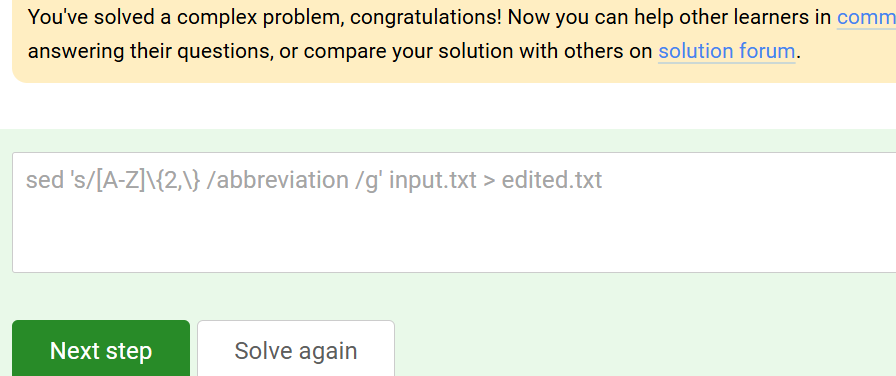 You've solved a complex problem, congratulations! Now you can help other learners in
answering their questions, or compare your solution with others on solution forum.
sed 's/[A-Z]\{2,\} /abbreviation /g' input.txt > edited.txt
Next step
Solve again